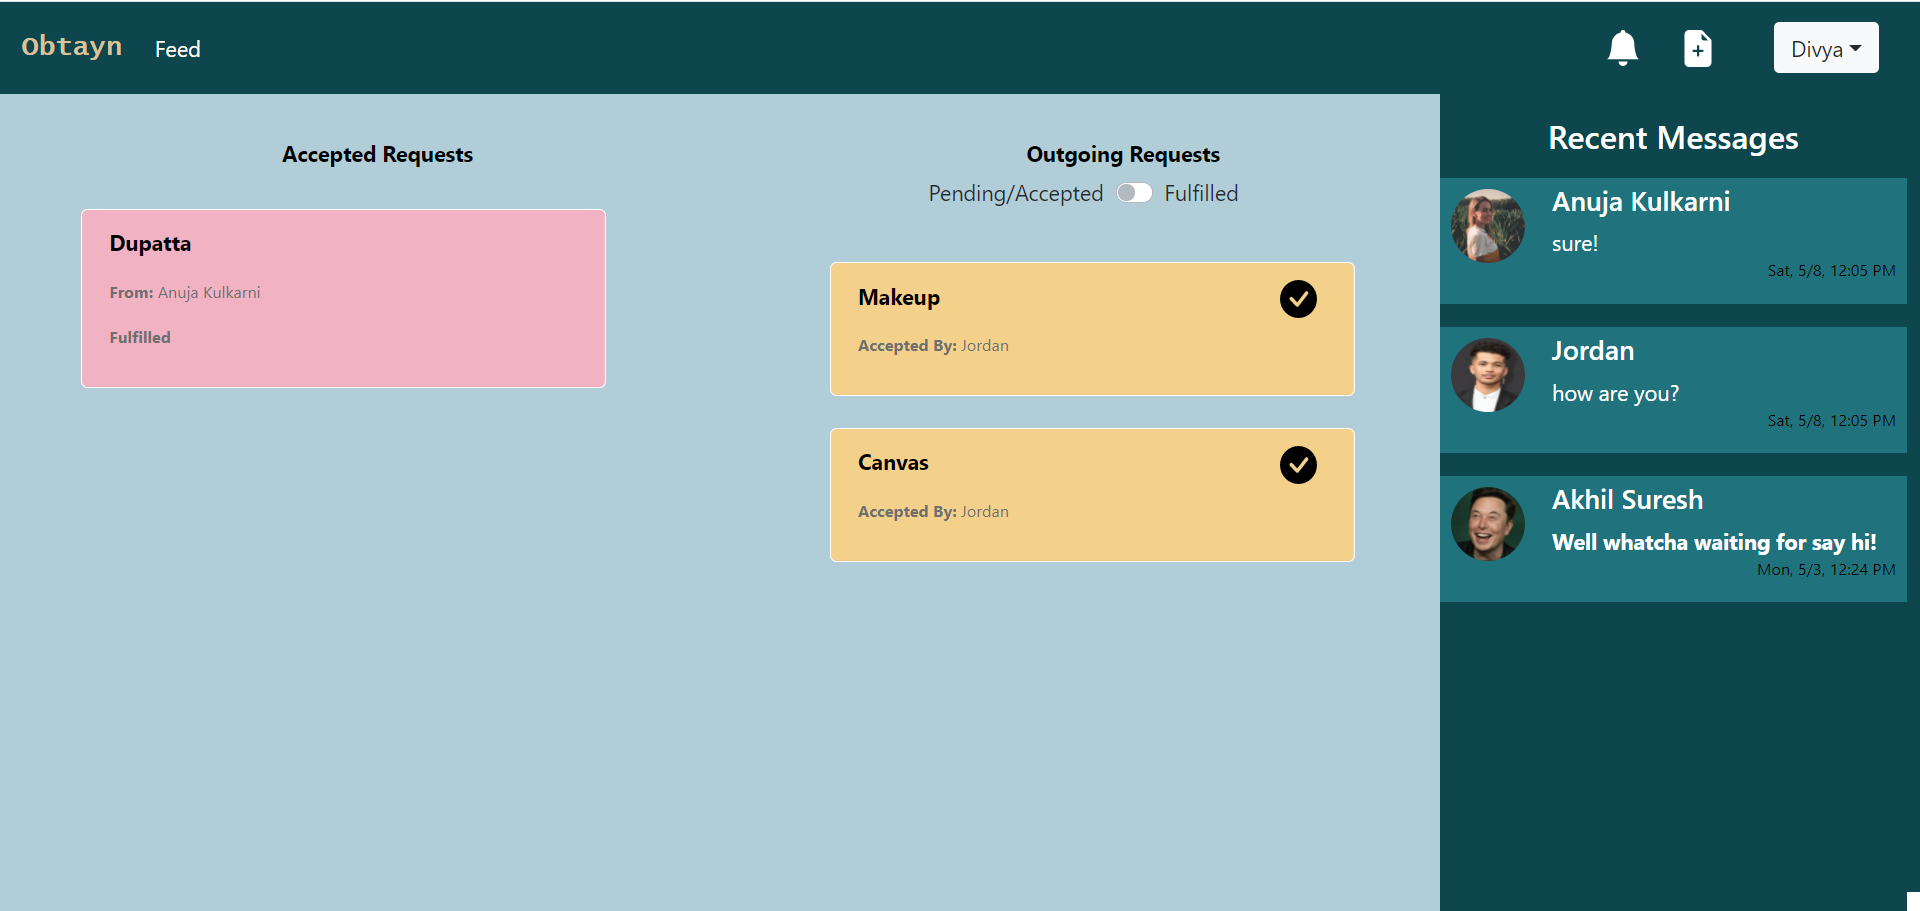 Obtayn
Feed
Divya
Accepted Requests
Dupatta
From: Anuja Kulkarni
Fulfilled
Outgoing Requests
Pending/Accepted Fulfilled
Makeup
Accepted By: Jordan
Canvas
Accepted By: Jordan
Recent Messages
Anuja Kulkarni
sure!
Sat, 5/8, 12:05 PM
Jordan
how are you?
Sat, 5/8, 12:05 PM
Akhil Suresh
Well whatcha waiting for say hi!
Mon, 5/3, 12:24 PM